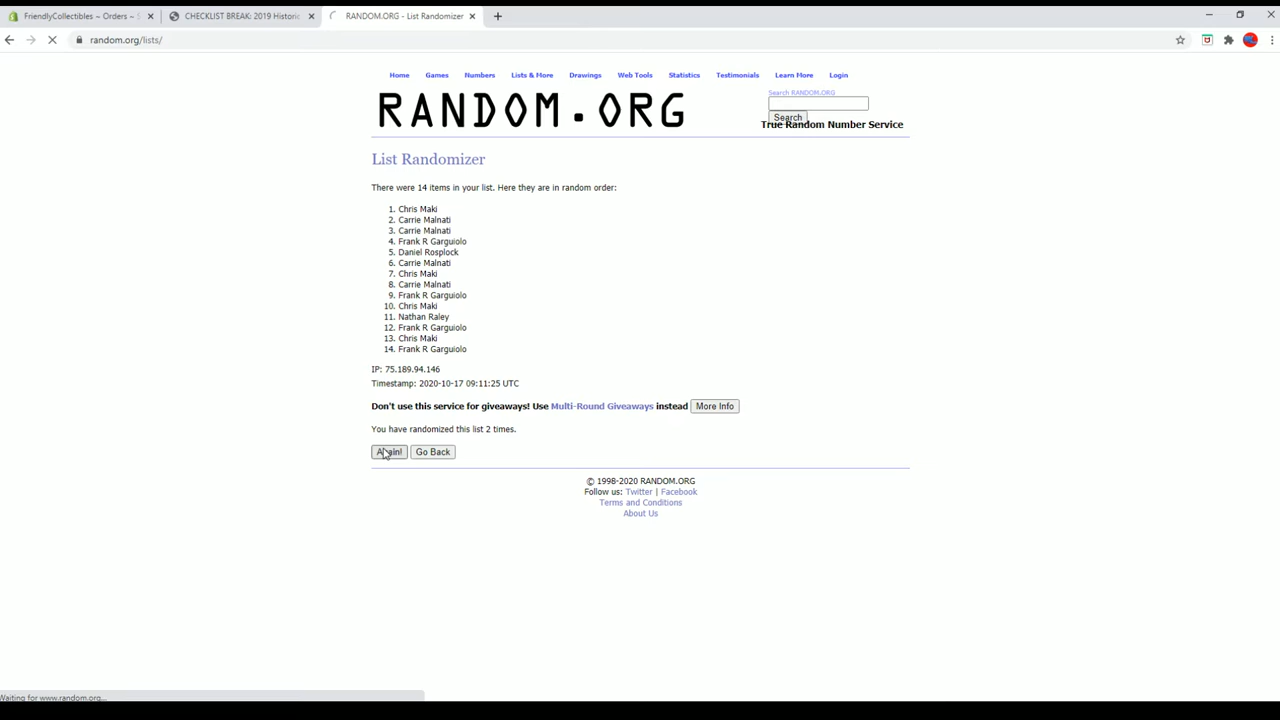 FriendlyCollectibles ~ Orders ~ S
CHECKLIST BREAK: 2019 Historic
RANDOM.ORG - List Randomizer
random.org/lists/
Home Games Numbers Lists & More Drawings Web Tools Statistics Testimonials Learn More Login
Search RANDOM.ORG
RANDOM.ORG
Search
True Random Number Service
List Randomizer
There were 14 items in your list. Here they are in random order:
1. Chris Maki
2. Carrie Malnati
3. Carrie Malnati
4. Frank R Garguiolo
5. Daniel Rosplock
6. Carrie Malnati
7. Chris Maki
8. Carrie Malnati
9. Frank R Garguiolo
10. Chris Maki
11. Nathan Raley
12. Frank R Garguiolo
13. Chris Maki
14. Frank R Garguiolo
IP: 75.189.94.146
Timestamp: 2020-10-17 09:11:25 UTC
Don't use this service for giveaways! Use Multi-Round Giveaways instead More Info
You have randomized this list 2 times.
Again! Go Back
© 1998-2020 RANDOM.ORG
Follow us: Twitter | Facebook
Terms and Conditions
About Us
Waiting for www.random.org...